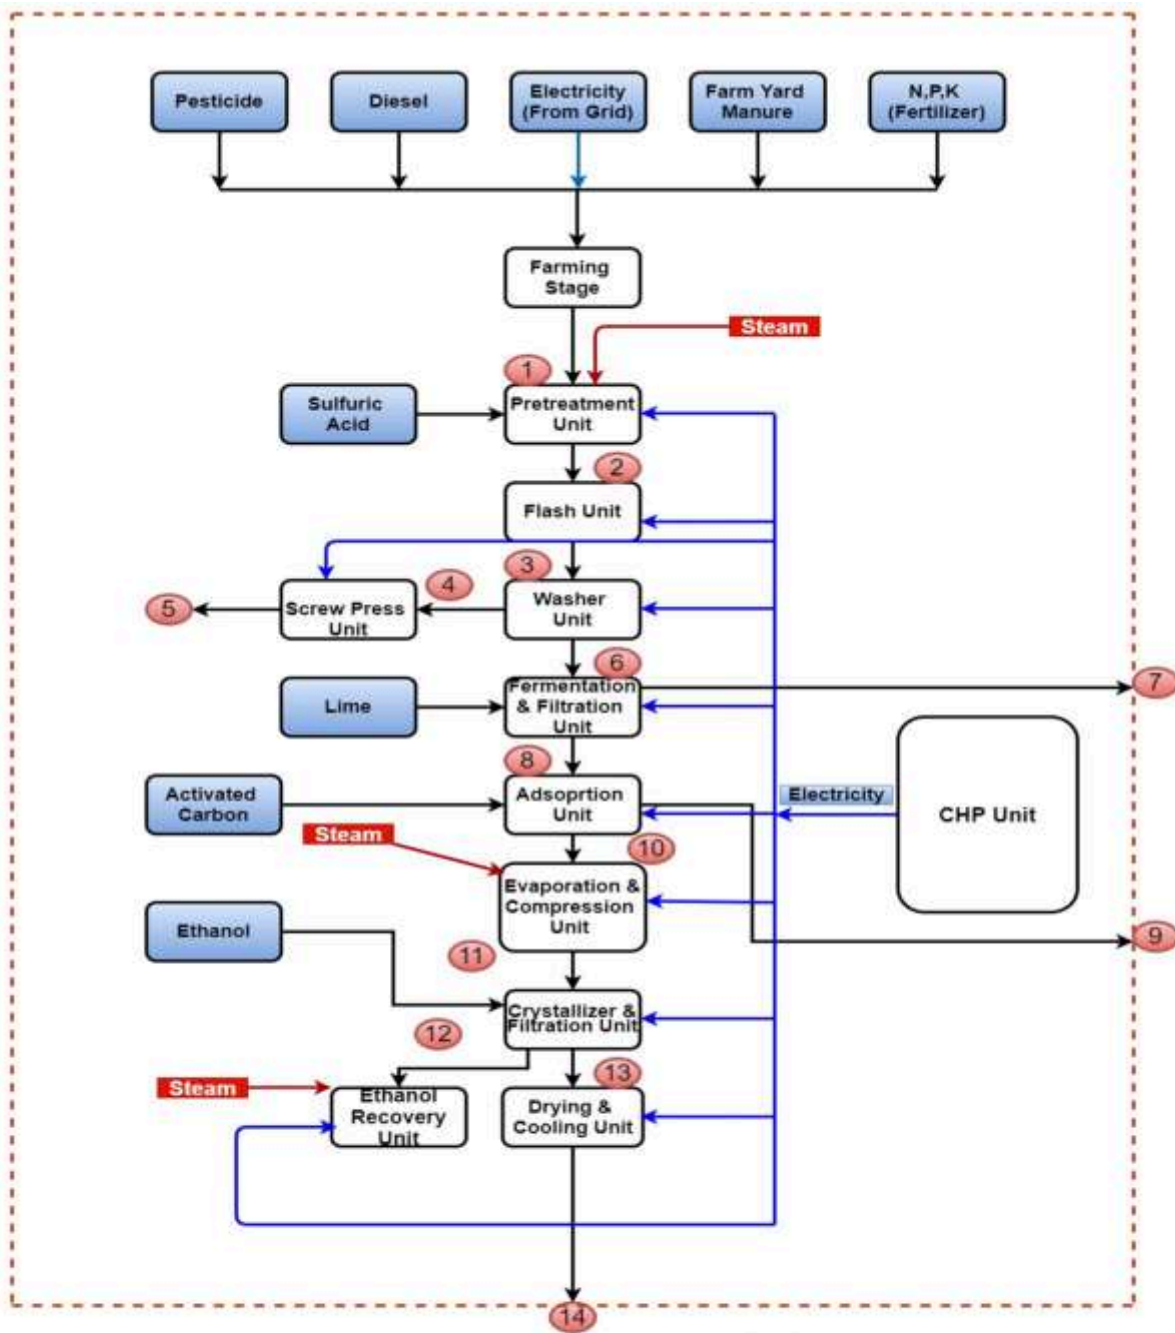 Pesticide
Diesel
Electricity
(From Grid)
Farm Yard
Manure
N,P,K
(Fertilizer)
Farming
Stage
Steam
1
Sulfuric
Acid
Pretreatment
Unit
2
Flash Unit
3
4
5
Screw Press
Unit
Washer
Unit
6
7
Lime
Fermentation
& Filtration
Unit
8
Activated
Carbon
Adsoprtion
Unit
Electricity
CHP Unit
Steam
10
Evaporation &
Compression
Unit
Ethanol
9
11
Crystallizer &
Filtration Unit
12
13
Steam
Ethanol
Recovery
Unit
Drying &
Cooling Unit
14